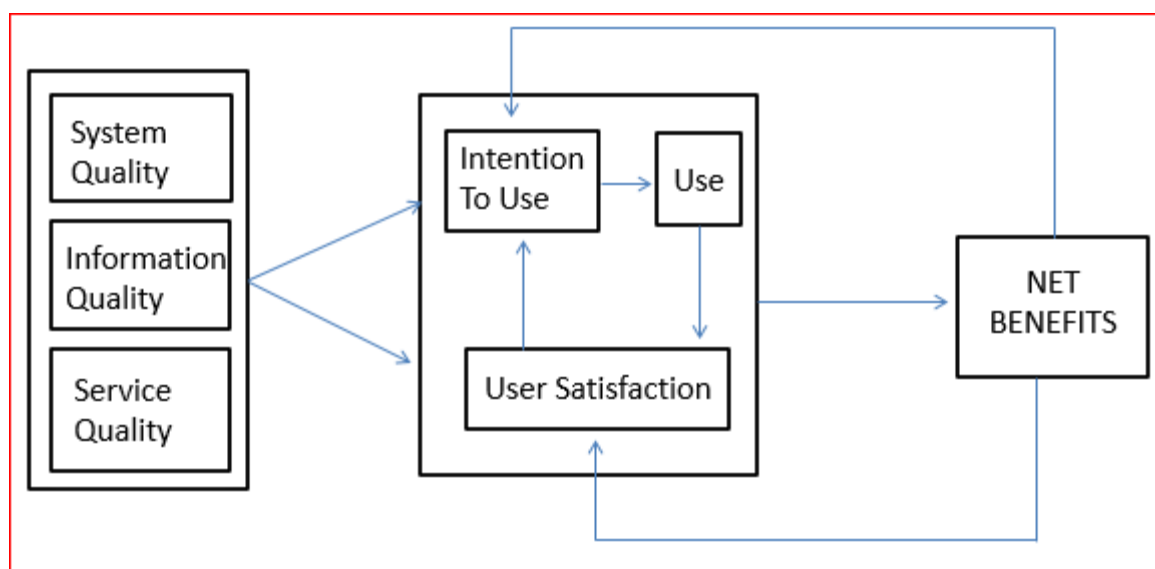 System
Quality
Information
Quality
Service
Quality
Intention
To Use
Use
User Satisfaction
NET
BENEFITS